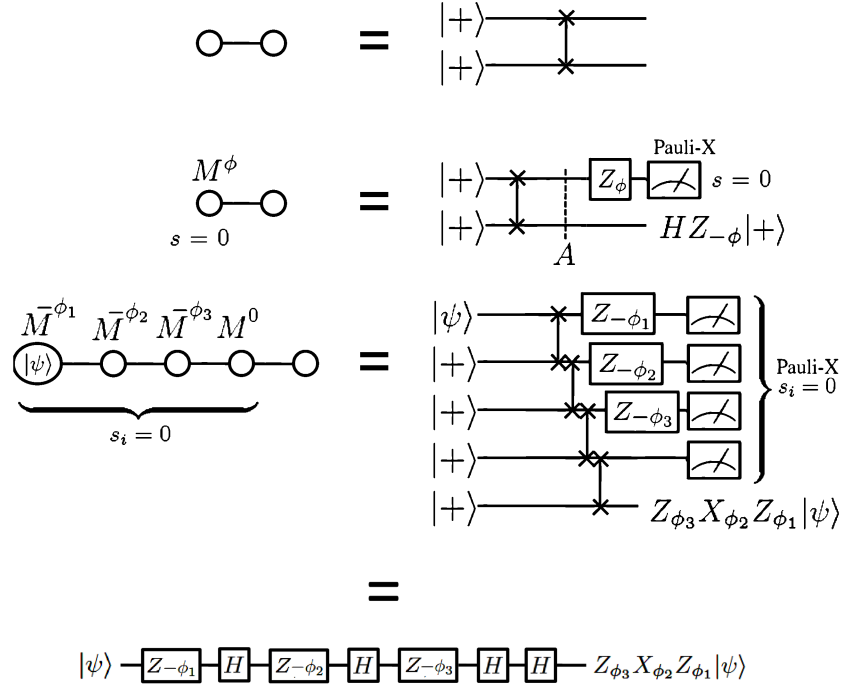 =
|+⟩
|+⟩
M^ϕ
s = 0
=
|+⟩
|+⟩
Z_ϕ
Pauli-X
s = 0
HZ_{-ϕ}|+⟩
A
M^{-ϕ_1} M^{-ϕ_2} M^{-ϕ_3} M^0
|ψ⟩
s_i = 0
=
|ψ⟩ Z_{-ϕ_1}
|+⟩ Z_{-ϕ_2}
|+⟩ Z_{-ϕ_3}
|+⟩
|+⟩
Pauli-X
s_i = 0
Z_{ϕ_3}X_{ϕ_2}Z_{ϕ_1}|ψ⟩
=
|ψ⟩ Z_{-ϕ_1} H Z_{-ϕ_2} H Z_{-ϕ_3} H H Z_{ϕ_3}X_{ϕ_2}Z_{ϕ_1}|ψ⟩